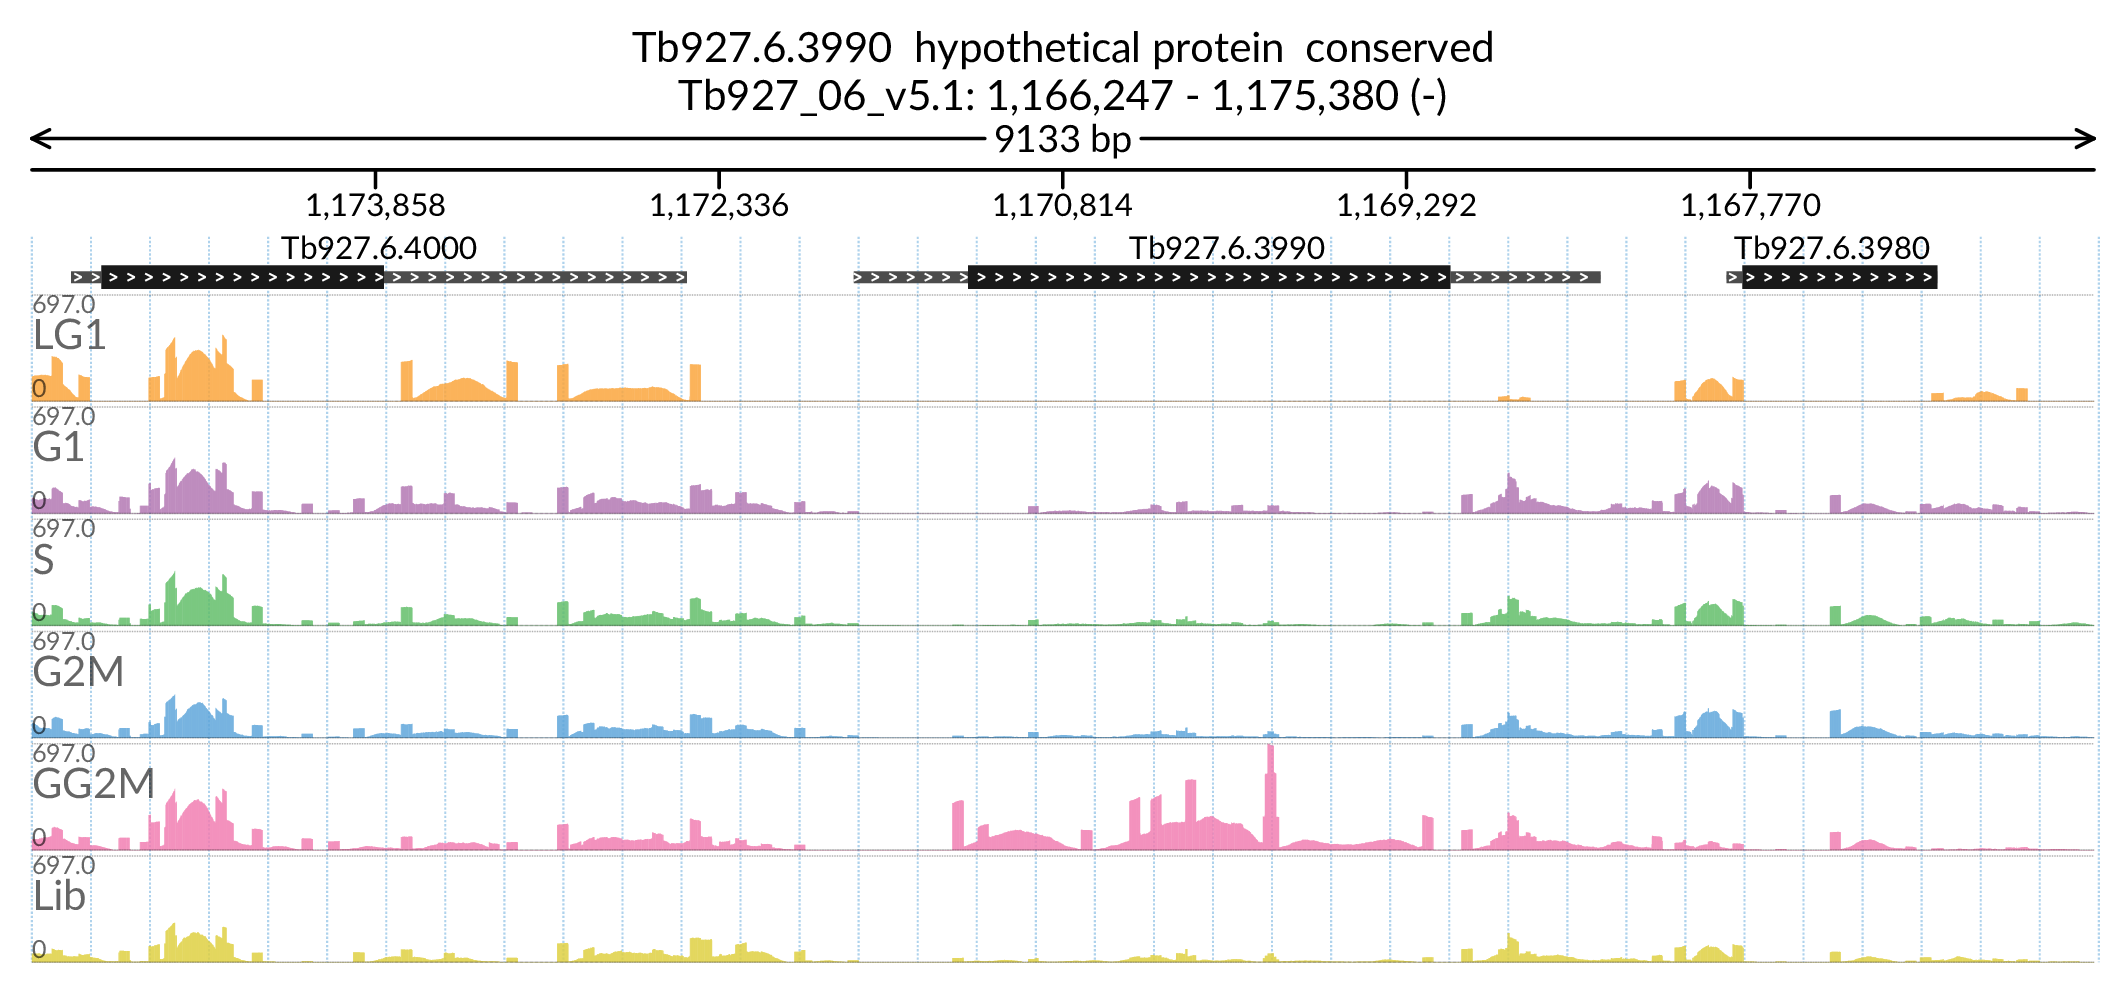 Tb927.6.3990  hypothetical protein  conserved
Tb927_06_v5.1: 1,166,247 - 1,175,380 (-)
9133 bp
1,173,858 1,172,336 1,170,814 1,169,292 1,167,770
Tb927.6.4000 Tb927.6.3990 Tb927.6.3980
697.0
LG1
0
697.0
G1
0
697.0
S
0
697.0
G2M
0
697.0
GG2M
0
697.0
Lib
0